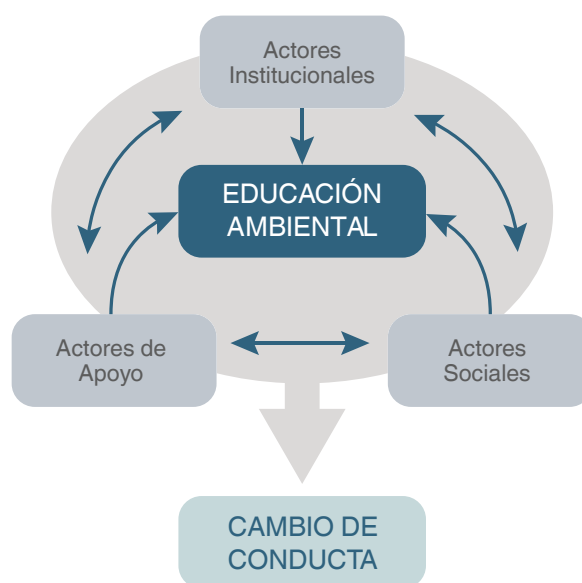 Actores
Institucionales
EDUCACIÓN
AMBIENTAL
Actores de
Apoyo
Actores
Sociales
CAMBIO DE
CONDUCTA